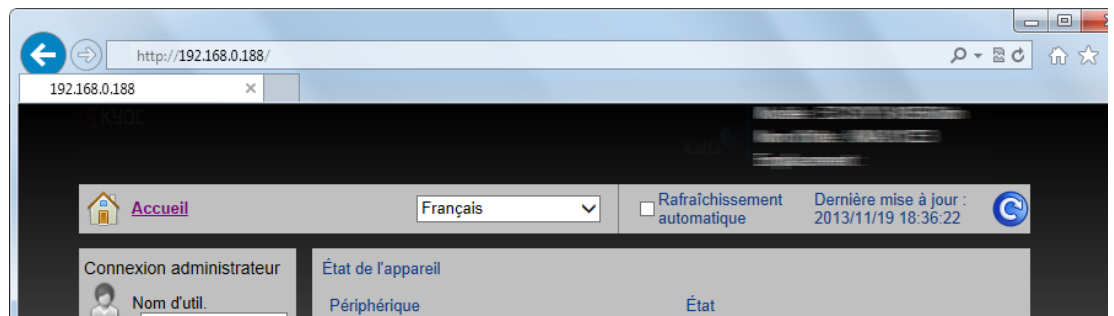 http://192.168.0.188/
192.168.0.188
Accueil
Français
Rafraîchissement
automatique
Dernière mise à jour :
2013/11/19 18:36:22
Connexion administrateur
État de l'appareil
Nom d'util.
Périphérique
État